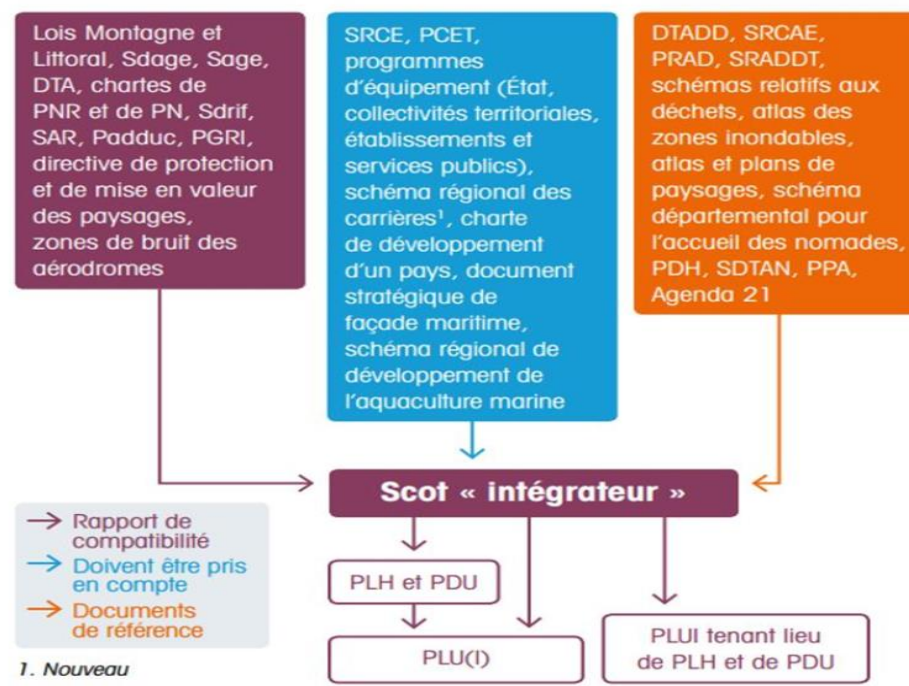 Lois Montagne et
Littoral, Sdage, Sage,
DTA, chartes de
PNR et de PN, Sdrif,
SAR, Padduc, PGRI,
directive de protection
et de mise en valeur
des paysages,
zones de bruit des
aérodromes
SRCE, PCET,
programmes
d'équipement (État,
collectivités territoriales,
établissements et
services publics),
schéma régional des
carrières¹, charte
de développement
d'un pays, document
stratégique de
façade maritime,
schéma régional de
développement de
l'aquaculture marine
DTADD, SRCAE,
PRAD, SRADDT,
schémas relatifs aux
déchets, atlas des
zones inondables,
atlas et plans de
paysages, schéma
départemental pour
l'accueil des nomades,
PDH, SDTAN, PPA,
Agenda 21
Scot « intégrateur »
PLH et PDU
PLU(I)
PLUI tenant lieu
de PLH et de PDU
Rapport de
compatibilité
Doivent être pris
en compte
Documents
de référence
1. Nouveau